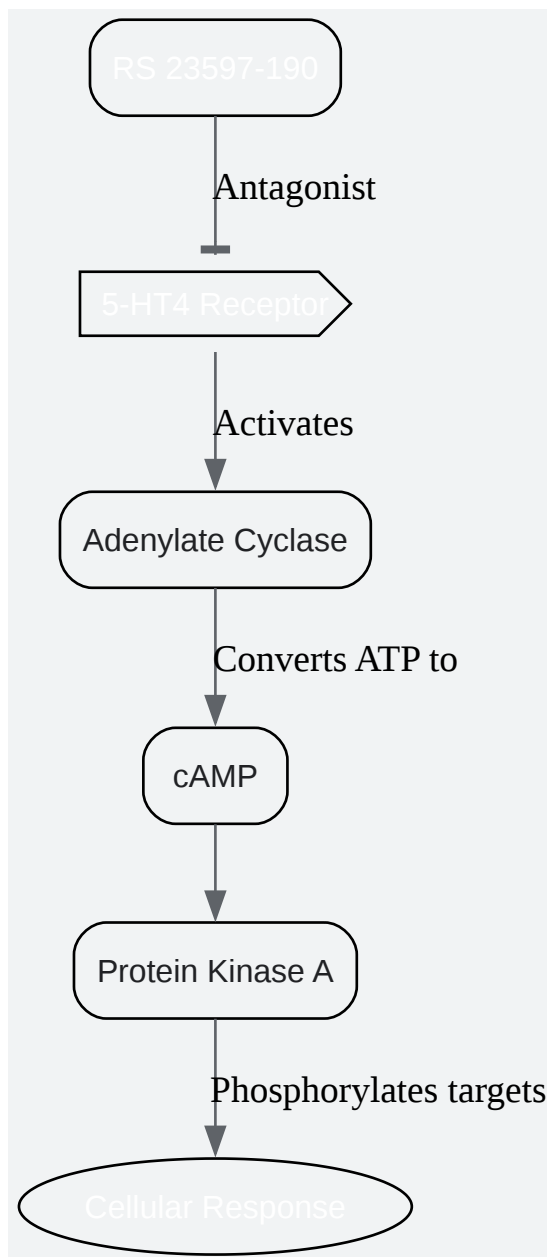 RS 23597-190
Antagonist
5-HT4 Receptor
Activates
Adenylate Cyclase
Converts ATP to
cAMP
Protein Kinase A
Phosphorylates targets
Cellular Response